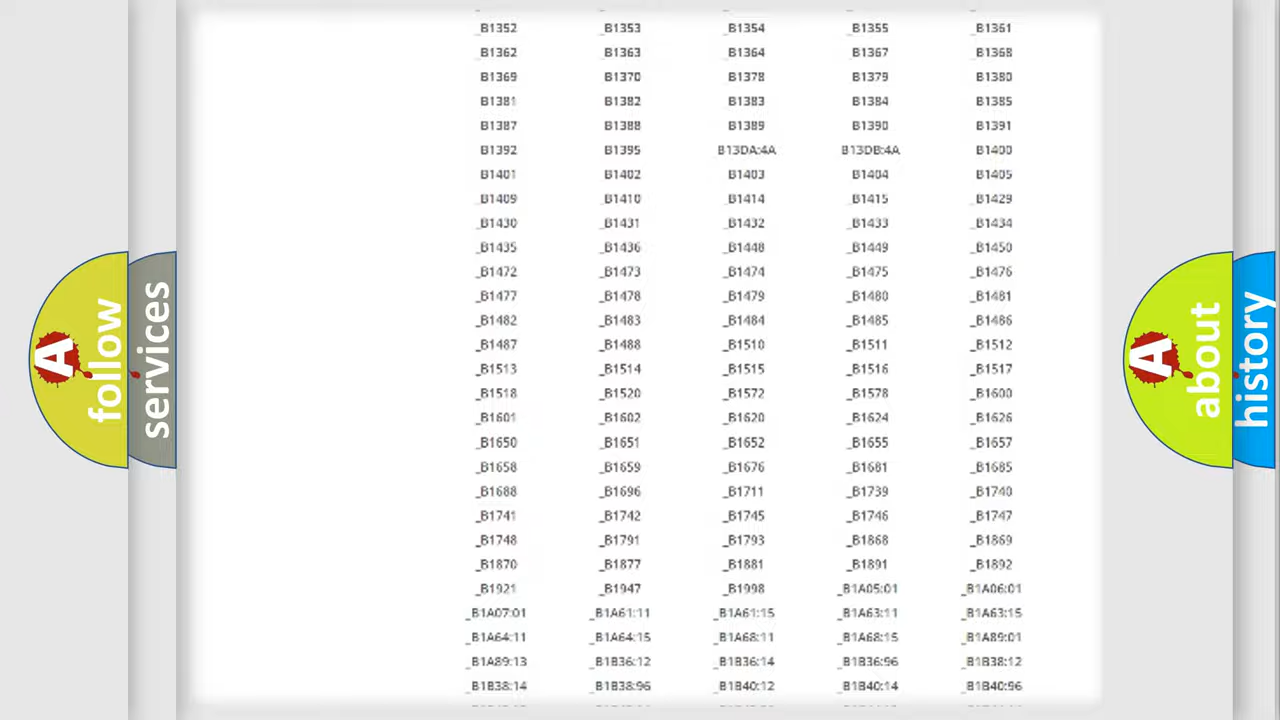 _B1352 _B1353 _B1354 _B1355 _B1361
_B1362 _B1363 _B1364 _B1367 _B1368
_B1369 _B1370 _B1378 _B1379 _B1380
_B1381 _B1382 _B1383 _B1384 _B1385
_B1387 _B1388 _B1389 _B1390 _B1391
_B1392 _B1395 _B13DA:4A _B13DB:4A _B1400
_B1401 _B1402 _B1403 _B1404 _B1405
_B1409 _B1410 _B1414 _B1415 _B1429
_B1430 _B1431 _B1432 _B1433 _B1434
_B1435 _B1436 _B1448 _B1449 _B1450
_B1472 _B1473 _B1474 _B1475 _B1476
_B1477 _B1478 _B1479 _B1480 _B1481
_B1482 _B1483 _B1484 _B1485 _B1486
_B1487 _B1488 _B1510 _B1511 _B1512
_B1513 _B1514 _B1515 _B1516 _B1517
_B1518 _B1520 _B1572 _B1578 _B1600
_B1601 _B1602 _B1620 _B1624 _B1626
_B1650 _B1651 _B1652 _B1655 _B1657
_B1658 _B1659 _B1676 _B1681 _B1685
_B1688 _B1696 _B1711 _B1739 _B1740
_B1741 _B1742 _B1745 _B1746 _B1747
_B1748 _B1791 _B1793 _B1868 _B1869
_B1870 _B1877 _B1881 _B1891 _B1892
_B1921 _B1947 _B1998 _B1A05:01 _B1A06:01
_B1A07:01 _B1A61:11 _B1A61:15 _B1A63:11 _B1A63:15
_B1A64:11 _B1A64:15 _B1A68:11 _B1A68:15 _B1A89:01
_B1A89:13 _B1B36:12 _B1B36:14 _B1B36:96 _B1B38:12
_B1B38:14 _B1B38:96 _B1B40:12 _B1B40:14 _B1B40:96
A
follow
services
A
about
history